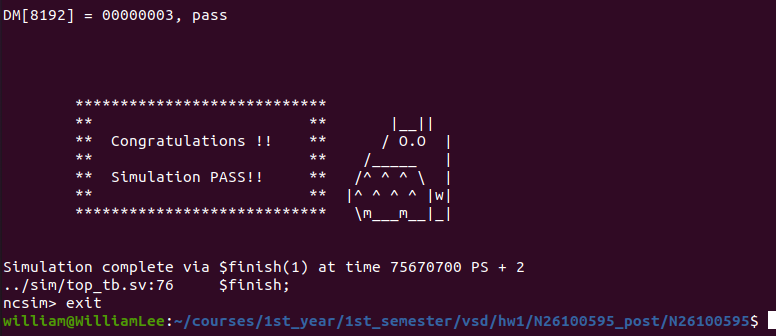 DM[8192] = 00000003, pass
****************************
**                        **       |__||
**  Congratulations !!    **      / O.O  |
**                        **    /_____   |
**  Simulation PASS!!     **   /^ ^ ^ \  |
**                        **  |^ ^ ^ ^ |w|
****************************   \m___m__|_|
Simulation complete via $finish(1) at time 75670700 PS + 2
../sim/top_tb.sv:76     $finish;
ncsim> exit
william@WilliamLee:~/courses/1st_year/1st_semester/vsd/hw1/N26100595_post/N26100595$